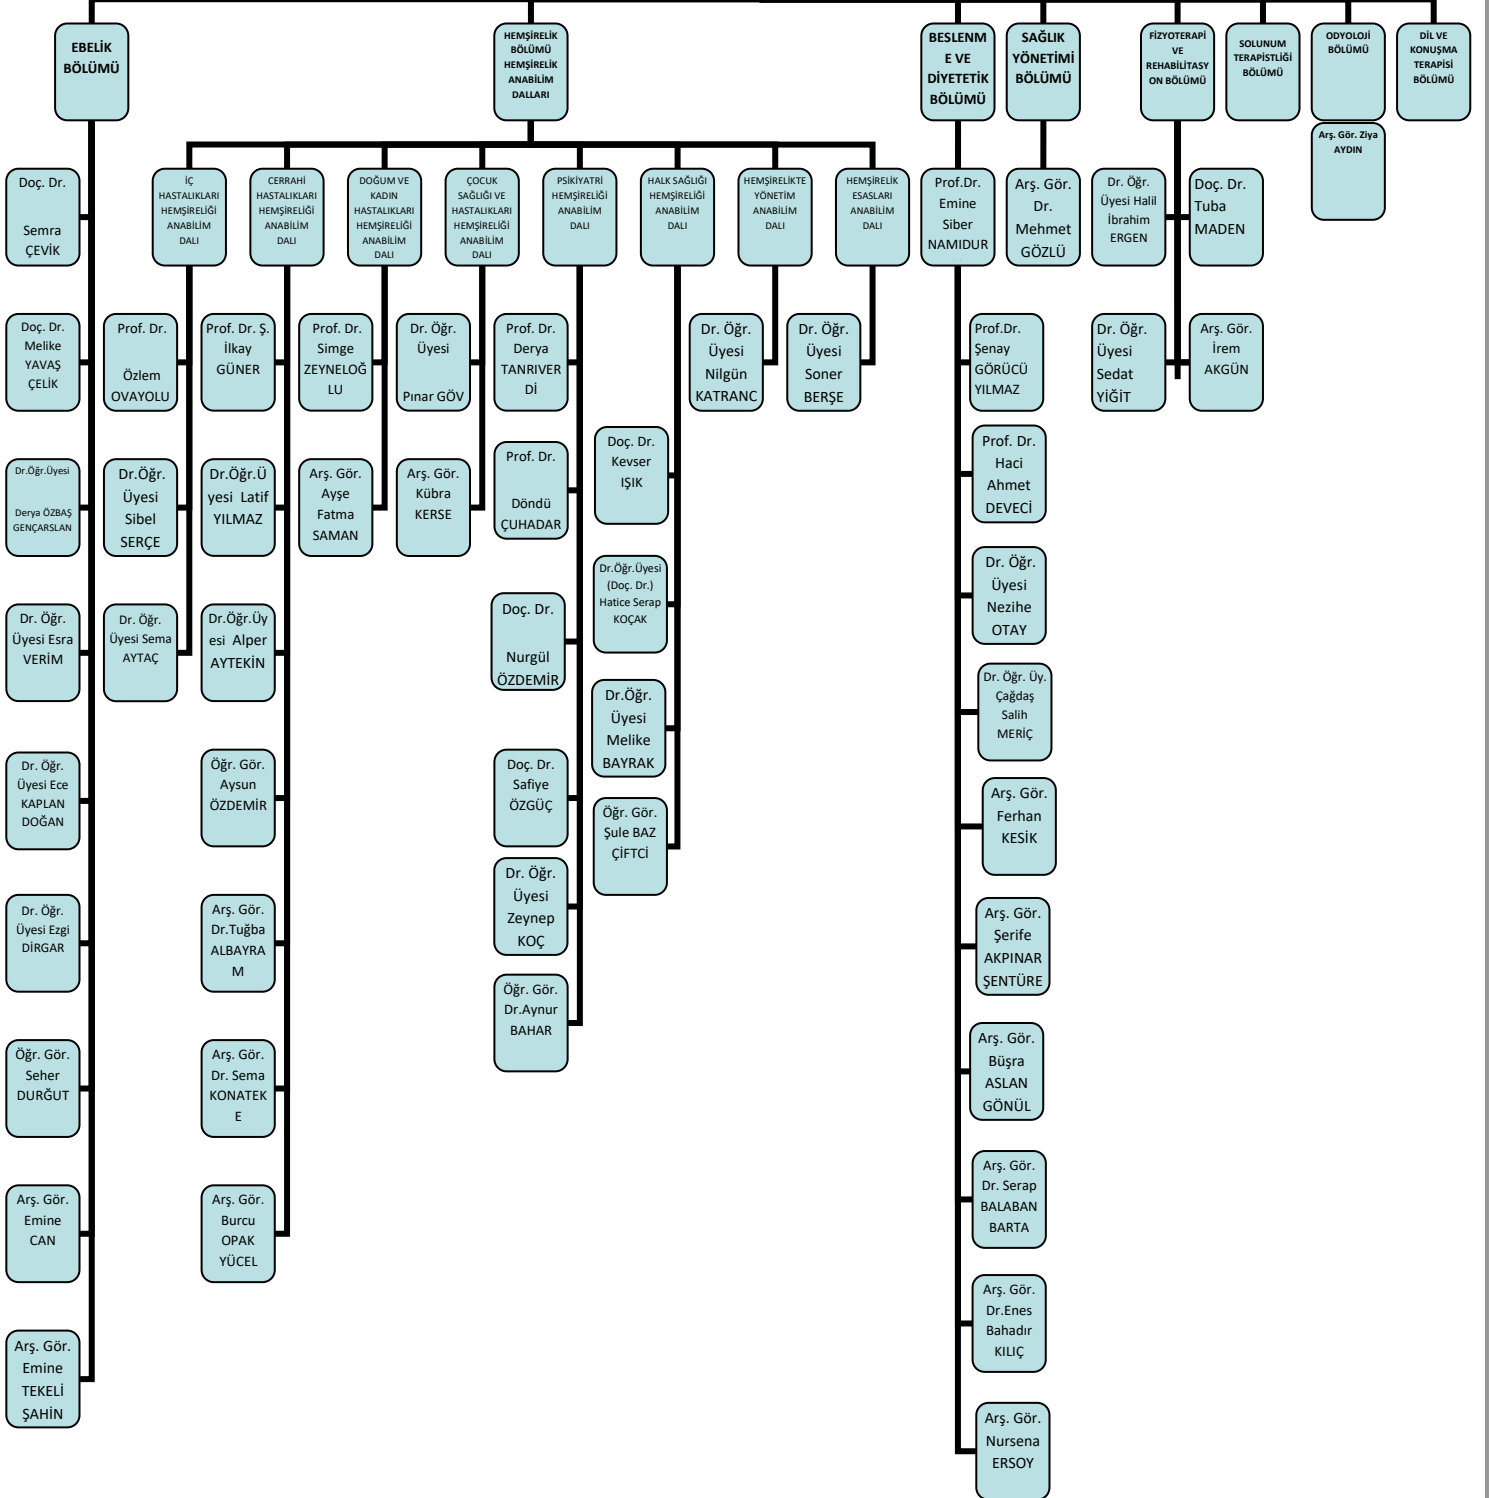 EBELİK
BÖLÜMÜ
HEMŞİRELİK
BÖLÜMÜ
HEMŞİRELİK
ANABİLİM
DALLARI
BESLENM
E VE
DİYETETİK
BÖLÜMÜ
SAĞLIK
YÖNETİMİ
BÖLÜMÜ
FİZYOTERAPİ
VE
REHABİLITASY
ON BÖLÜMÜ
SOLUNUM
TERAPİSTLİĞİ
BÖLÜMÜ
ODYOLOJİ
BÖLÜMÜ
DİL VE
KONUŞMA
TERAPİSİ
BÖLÜMÜ
Arş. Gör. Ziya
AYDIN
Doç. Dr.
Semra
ÇEVİK
İÇ
HASTALIKLARI
HEMŞİRELİĞİ
ANABİLİM
DALI
CERRAHİ
HASTALIKLARI
HEMŞİRELİĞİ
ANABİLİM
DALI
DOĞUM VE
KADIN
HASTALIKLARI
HEMŞİRELİĞİ
ANABİLİM
DALI
ÇOCUK
SAĞLIĞI VE
HASTALIKLARI
HEMŞİRELİĞİ
ANABİLİM
DALI
PSİKİYATRİ
HEMŞİRELİĞİ
ANABİLİM
DALI
HALK SAĞLIĞI
HEMŞİRELİĞİ
ANABİLİM
DALI
HEMŞİRELİKTE
YÖNETİM
ANABİLİM
DALI
HEMŞİRELİK
ESASLARI
ANABİLİM
DALI
Prof.Dr.
Emine
Siber
NAMIDUR
Arş. Gör.
Dr.
Mehmet
GÖZLÜ
Dr. Öğr.
Üyesi Halil
İbrahim
ERGEN
Doç. Dr.
Tuba
MADEN
Doç. Dr.
Melike
YAVAŞ
ÇELİK
Prof. Dr.
Özlem
OVAYOLU
Prof. Dr. Ş.
İlkay
GÜNER
Prof. Dr.
Simge
ZEYNELOĞ
LU
Dr. Öğr.
Üyesi
Pınar GÖV
Prof. Dr.
Derya
TANRIVER
Dİ
Dr. Öğr.
Üyesi
Nilgün
KATRANC
Dr. Öğr.
Üyesi
Soner
BERŞE
Prof.Dr.
Şenay
GÖRÜCÜ
YILMAZ
Dr. Öğr.
Üyesi
Sedat
YİĞİT
Arş. Gör.
İrem
AKGÜN
Dr.Öğr.Üyesi
Derya ÖZBAŞ
GENÇARSLAN
Dr.Öğr.
Üyesi
Sibel
SERÇE
Dr.Öğr.Ü
yesi Latif
YILMAZ
Arş. Gör.
Ayşe
Fatma
SAMAN
Arş. Gör.
Kübra
KERSE
Prof. Dr.
Döndü
ÇUHADAR
Doç. Dr.
Kevser
IŞIK
Prof. Dr.
Haci
Ahmet
DEVECİ
Dr. Öğr.
Üyesi Esra
VERİM
Dr. Öğr.
Üyesi Sema
AYTAÇ
Dr.Öğr.Üy
esi Alper
AYTEKİN
Doç. Dr.
Nurgül
ÖZDEMİR
Dr.Öğr.Üyesi
(Doç. Dr.)
Hatice Serap
KOÇAK
Dr. Öğr.
Üyesi
Nezihe
OTAY
Dr.Öğr.
Üyesi
Melike
BAYRAK
Dr. Öğr. Üy.
Çağdaş
Salih
MERİÇ
Dr. Öğr.
Üyesi Ece
KAPLAN
DOĞAN
Öğr. Gör.
Aysun
ÖZDEMİR
Doç. Dr.
Safiye
ÖZGÜÇ
Öğr. Gör.
Şule BAZ
ÇİFTCİ
Arş. Gör.
Ferhan
KESİK
Dr. Öğr.
Üyesi Ezgi
DİRGAR
Arş. Gör.
Dr.Tuğba
ALBAYRA
M
Dr. Öğr.
Üyesi
Zeynep
KOÇ
Arş. Gör.
Şerife
AKPINAR
ŞENTÜRE
Öğr. Gör.
Dr.Aynur
BAHAR
Öğr. Gör.
Seher
DURĞUT
Arş. Gör.
Dr. Sema
KONATEK
E
Arş. Gör.
Büşra
ASLAN
GÖNÜL
Arş. Gör.
Emine
CAN
Arş. Gör.
Burcu
OPAK
YÜCEL
Arş. Gör.
Dr. Serap
BALABAN
BARTA
Arş. Gör.
Dr.Enes
Bahadır
KILIÇ
Arş. Gör.
Emine
TEKELİ
ŞAHİN
Arş. Gör.
Nursena
ERSOY